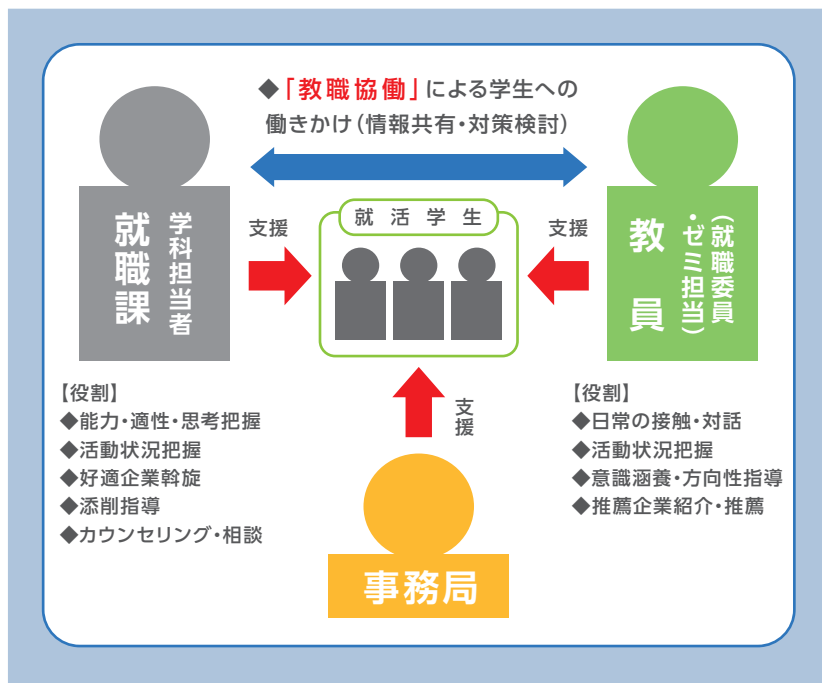 ◆「教職協働」による学生への
働きかけ（情報共有・対策検討）
就職課
学科担当者
支援
就活学生
支援
教員
（就職委員
・ゼミ担当）
【役割】
◆能力・適性・思考把握
◆活動状況把握
◆好適企業斡旋
◆添削指導
◆カウンセリング・相談
支援
【役割】
◆日常の接触・対話
◆活動状況把握
◆意識涵養・方向性指導
◆推薦企業紹介・推薦
事務局